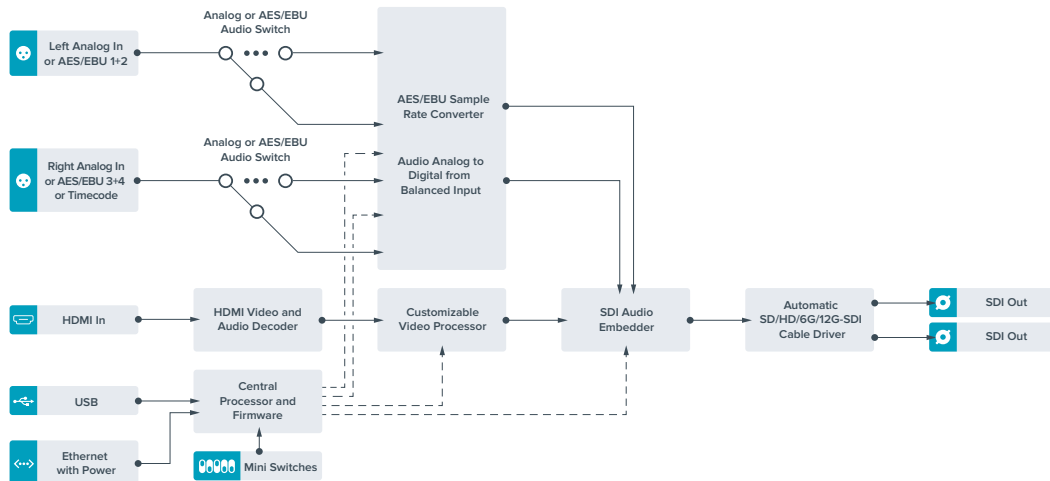 Analog or AES/EBU
Audio Switch
Left Analog In
or AES/EBU 1+2
AES/EBU Sample
Rate Converter
Analog or AES/EBU
Audio Switch
Right Analog In
or AES/EBU 3+4
or Timecode
Audio Analog to
Digital from
Balanced Input
HDMI In
HDMI Video and
Audio Decoder
Customizable
Video Processor
SDI Audio
Embedder
Automatic
SD/HD/6G/12G-SDI
Cable Driver
SDI Out
SDI Out
USB
Central
Processor and
Firmware
Ethernet
with Power
Mini Switches